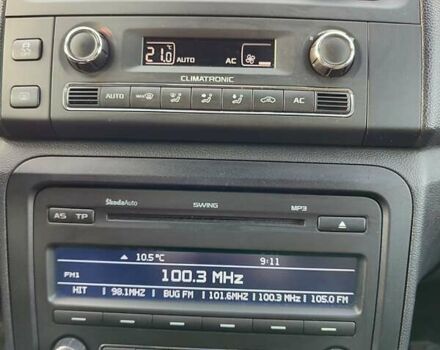 21.0 °C AUTO AC
CLIMATRONIC
AUTO MAX AC
ŠkodaAuto SWING MP3
AS TP
10.5°C 9:11
FM1 100.3 MHz
HIT 98.1MHZ BUG FM 101.6MHZ 100.3 MHz 105.0 FM